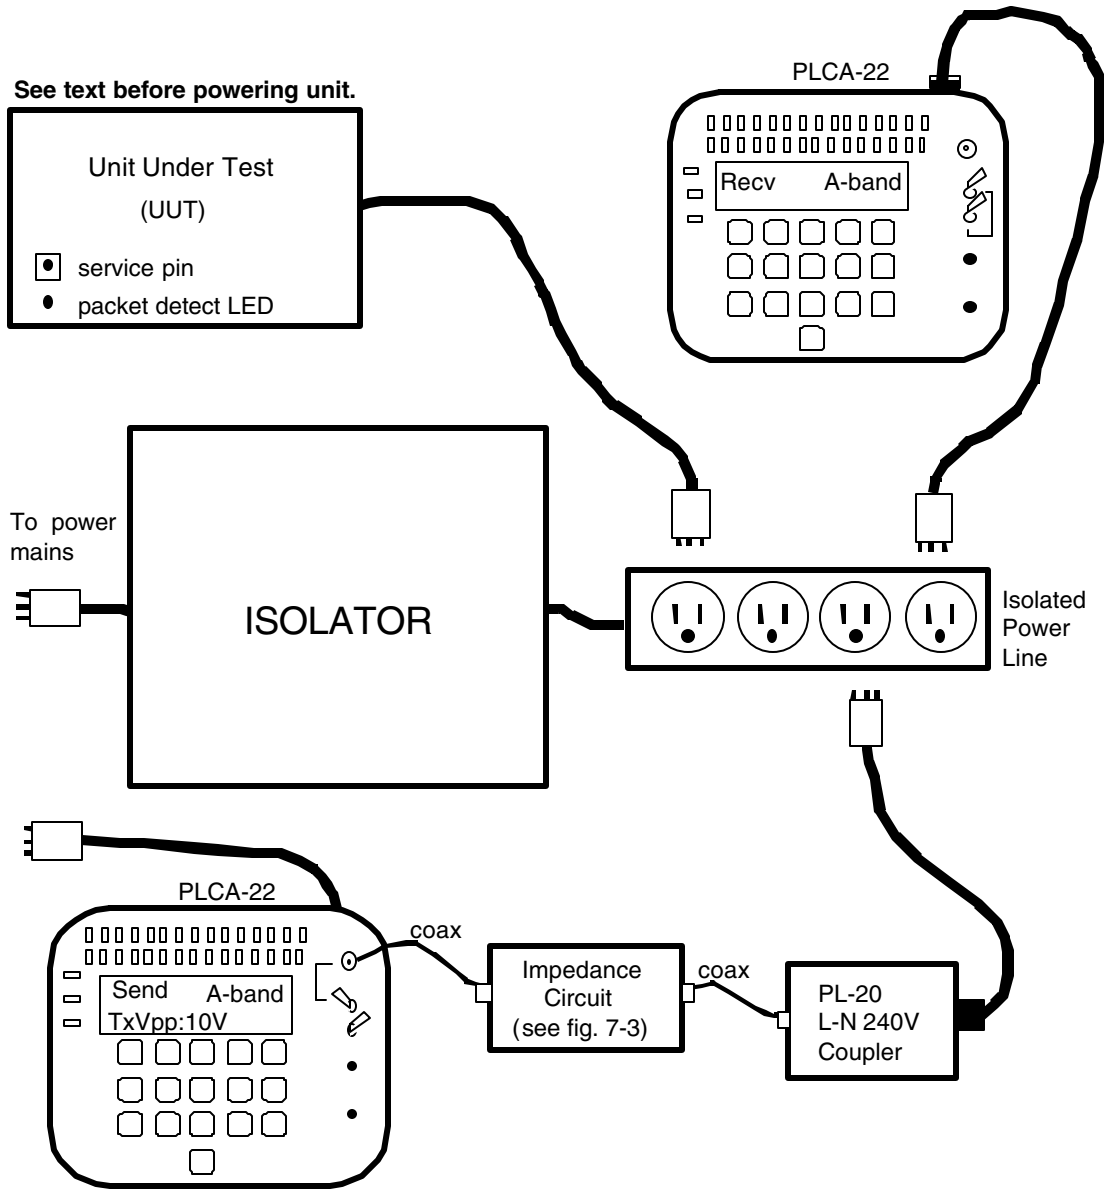 See text before powering unit.
Unit Under Test
(UUT)
service pin
packet detect LED
PLCA-22
Recv A-band
To power
mains
ISOLATOR
Isolated
Power
Line
PLCA-22
Send A-band
TxVpp:10V
coax
Impedance
Circuit
(see fig. 7-3)
coax
PL-20
L-N 240V
Coupler